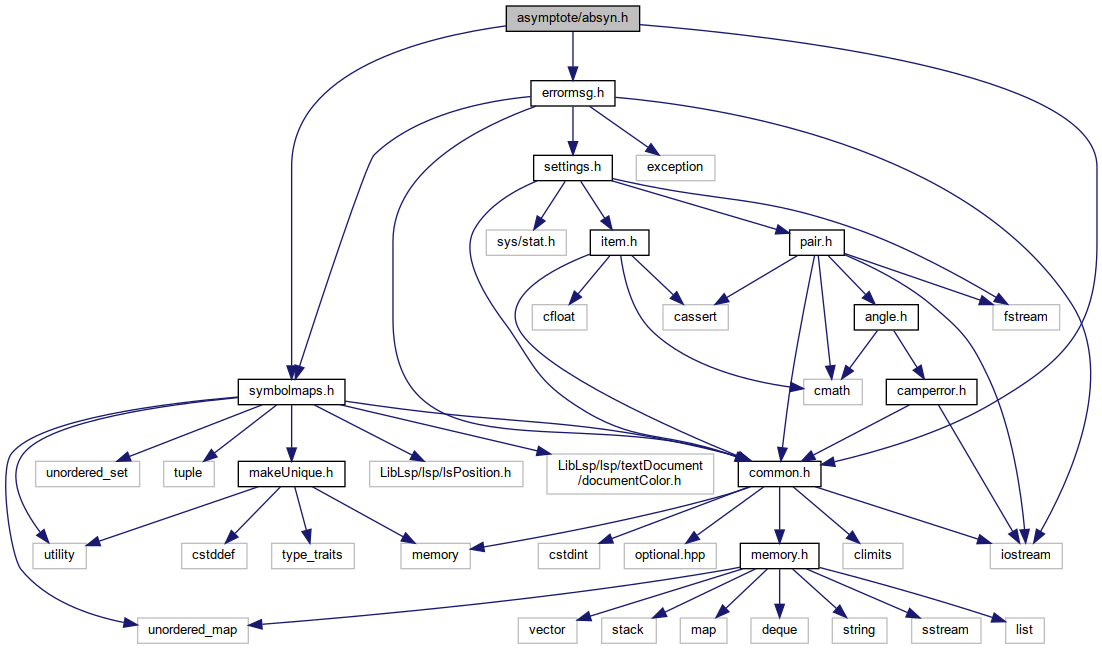 asymptote/absyn.h
errormsg.h
settings.h
exception
sys/stat.h
item.h
pair.h
cfloat
cassert
angle.h
fstream
symbolmaps.h
cmath
camperror.h
unordered_set
tuple
makeUnique.h
LibLsp/lsp/lsPosition.h
LibLsp/lsp/textDocument
/documentColor.h
common.h
utility
cstddef
type_traits
memory
cstdint
optional.hpp
memory.h
climits
iostream
unordered_map
vector
stack
map
deque
string
sstream
list